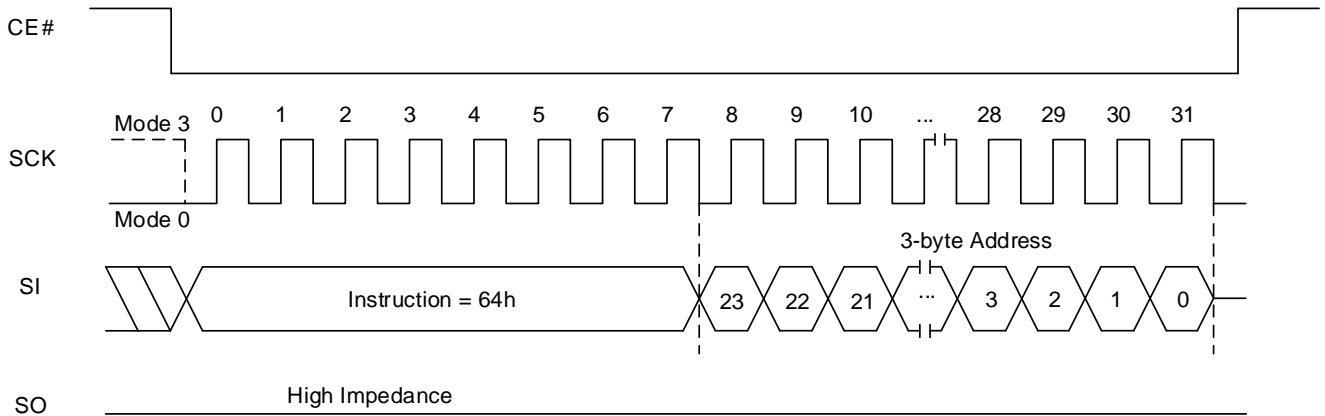 CE#
0 1 2 3 4 5 6 7 8 9 10 ... 28 29 30 31
Mode 3
SCK
Mode 0
3-byte Address
SI
Instruction = 64h 23 22 21 ... 3 2 1 0
High Impedance
SO